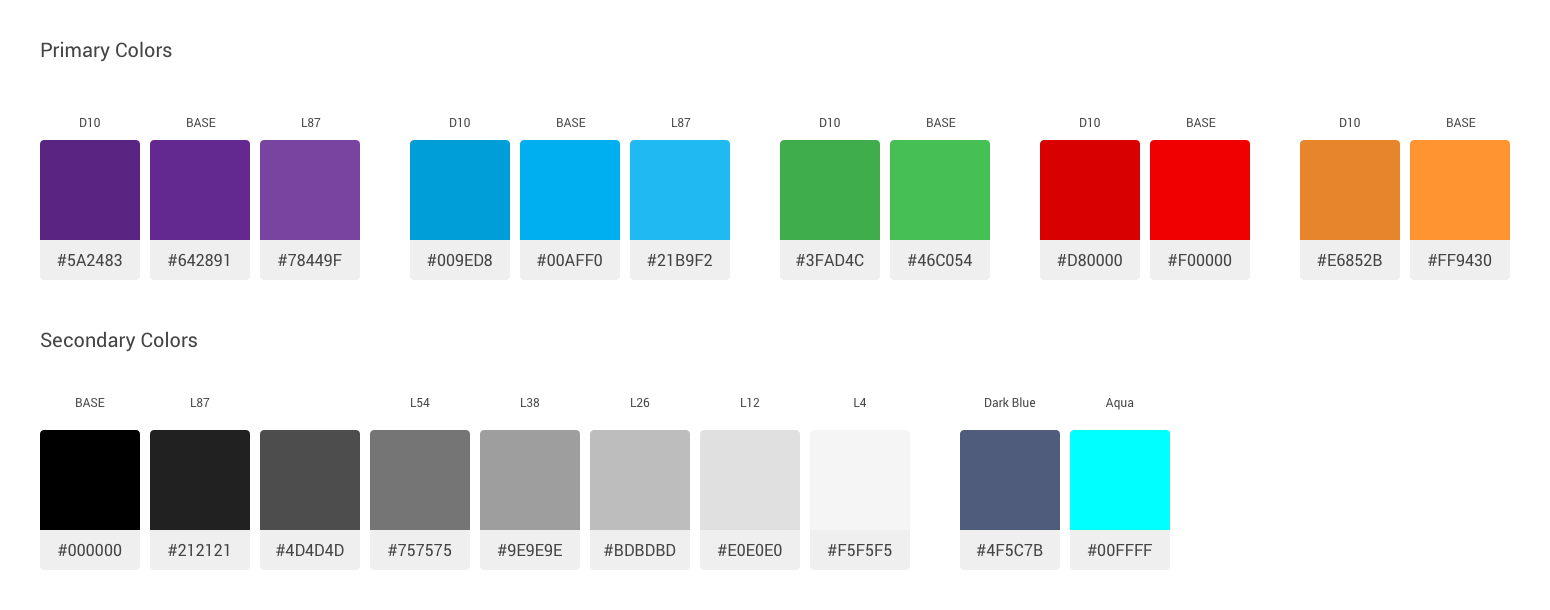 Primary Colors
D10 BASE L87 D10 BASE L87 D10 BASE D10 BASE D10 BASE
#5A2483 #642891 #78449F #009ED8 #00AFF0 #21B9F2 #3FAD4C #46C054 #D80000 #F00000 #E6852B #FF9430
Secondary Colors
BASE L87 L54 L38 L26 L12 L4 Dark Blue Aqua
#000000 #212121 #4D4D4D #757575 #9E9E9E #BDBDBD #E0E0E0 #F5F5F5 #4F5C7B #00FFFF